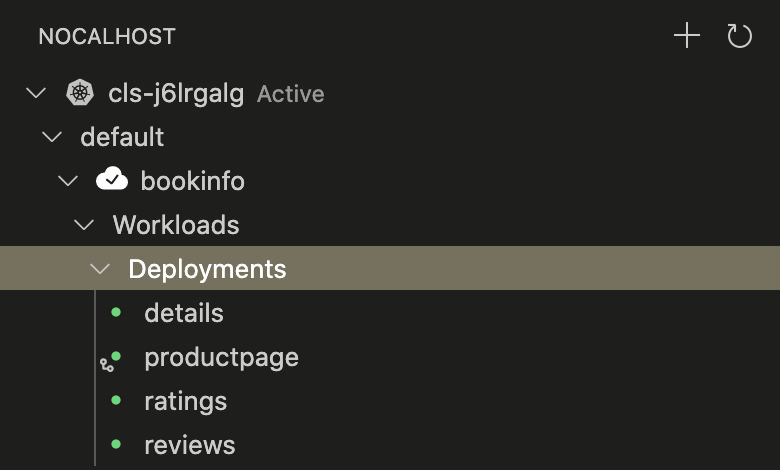 NOCALHOST
cls-j6lrgalg Active
default
bookinfo
Workloads
Deployments
details
productpage
ratings
reviews